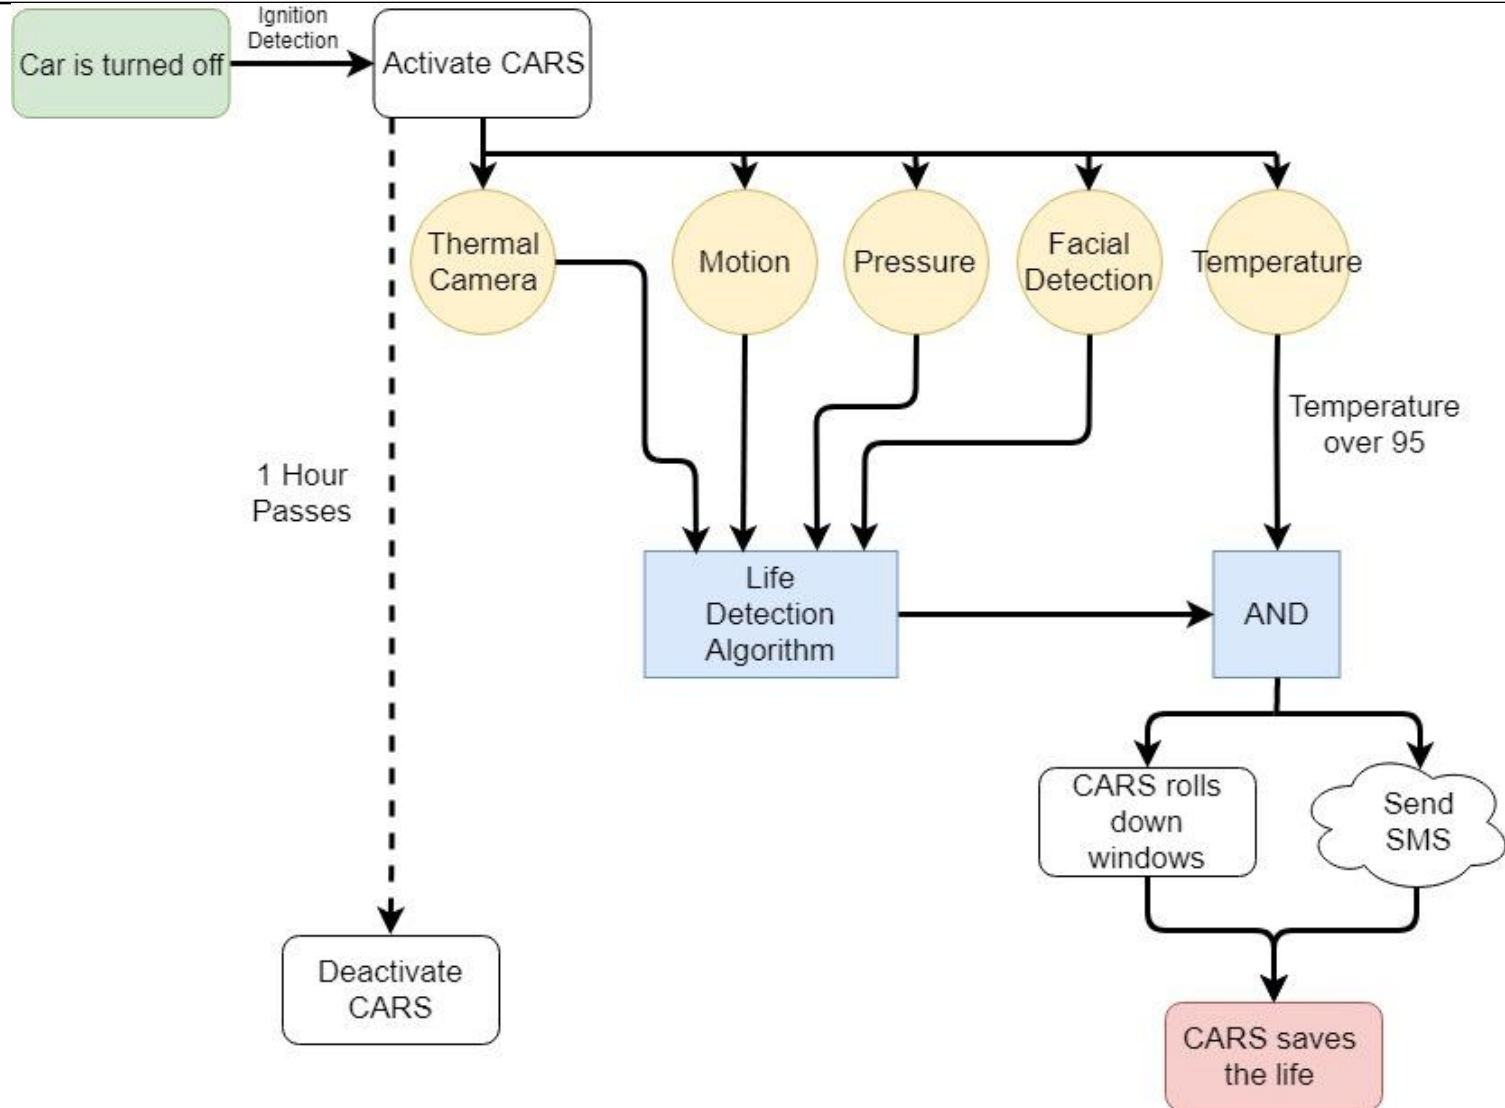 Ignition
Detection
Car is turned off
Activate CARS
Thermal
Camera
Motion
Pressure
Facial
Detection
Temperature
Temperature
over 95
1 Hour
Passes
Life
Detection
Algorithm
AND
CARS rolls
down
windows
Send
SMS
Deactivate
CARS
CARS saves
the life